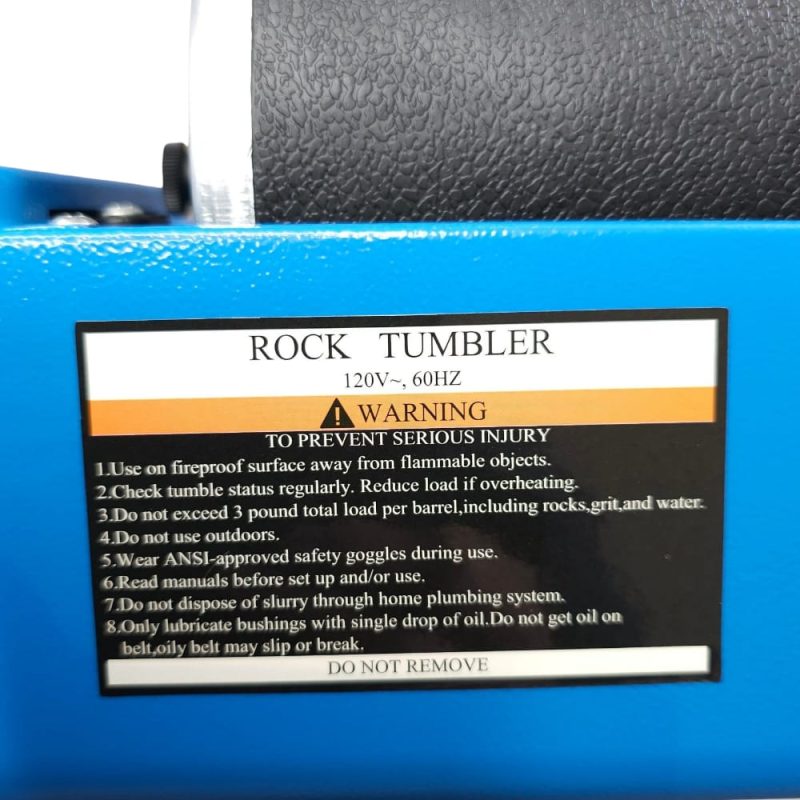 ROCK TUMBLER
120V~, 60HZ
WARNING
TO PREVENT SERIOUS INJURY
1.Use on fireproof surface away from flammable objects.
2.Check tumble status regularly. Reduce load if overheating.
3.Do not exceed 3 pound total load per barrel,including rocks,grit,and water.
4.Do not use outdoors.
5.Wear ANSI-approved safety goggles during use.
6.Read manuals before set up and/or use.
7.Do not dispose of slurry through home plumbing system.
8.Only lubricate bushings with single drop of oil.Do not get oil on
belt,oily belt may slip or break.
DO NOT REMOVE